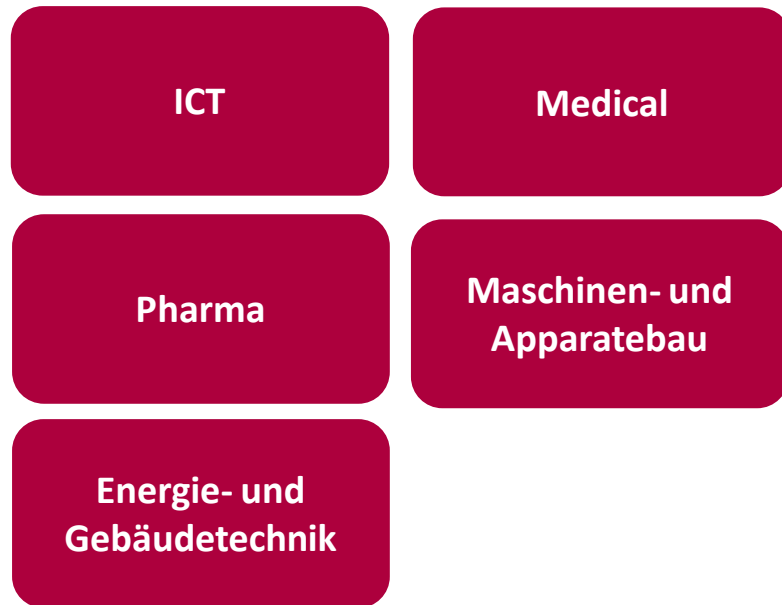 ICT
Medical
Pharma
Maschinen- und
Apparatebau
Energie- und
Gebäudetechnik